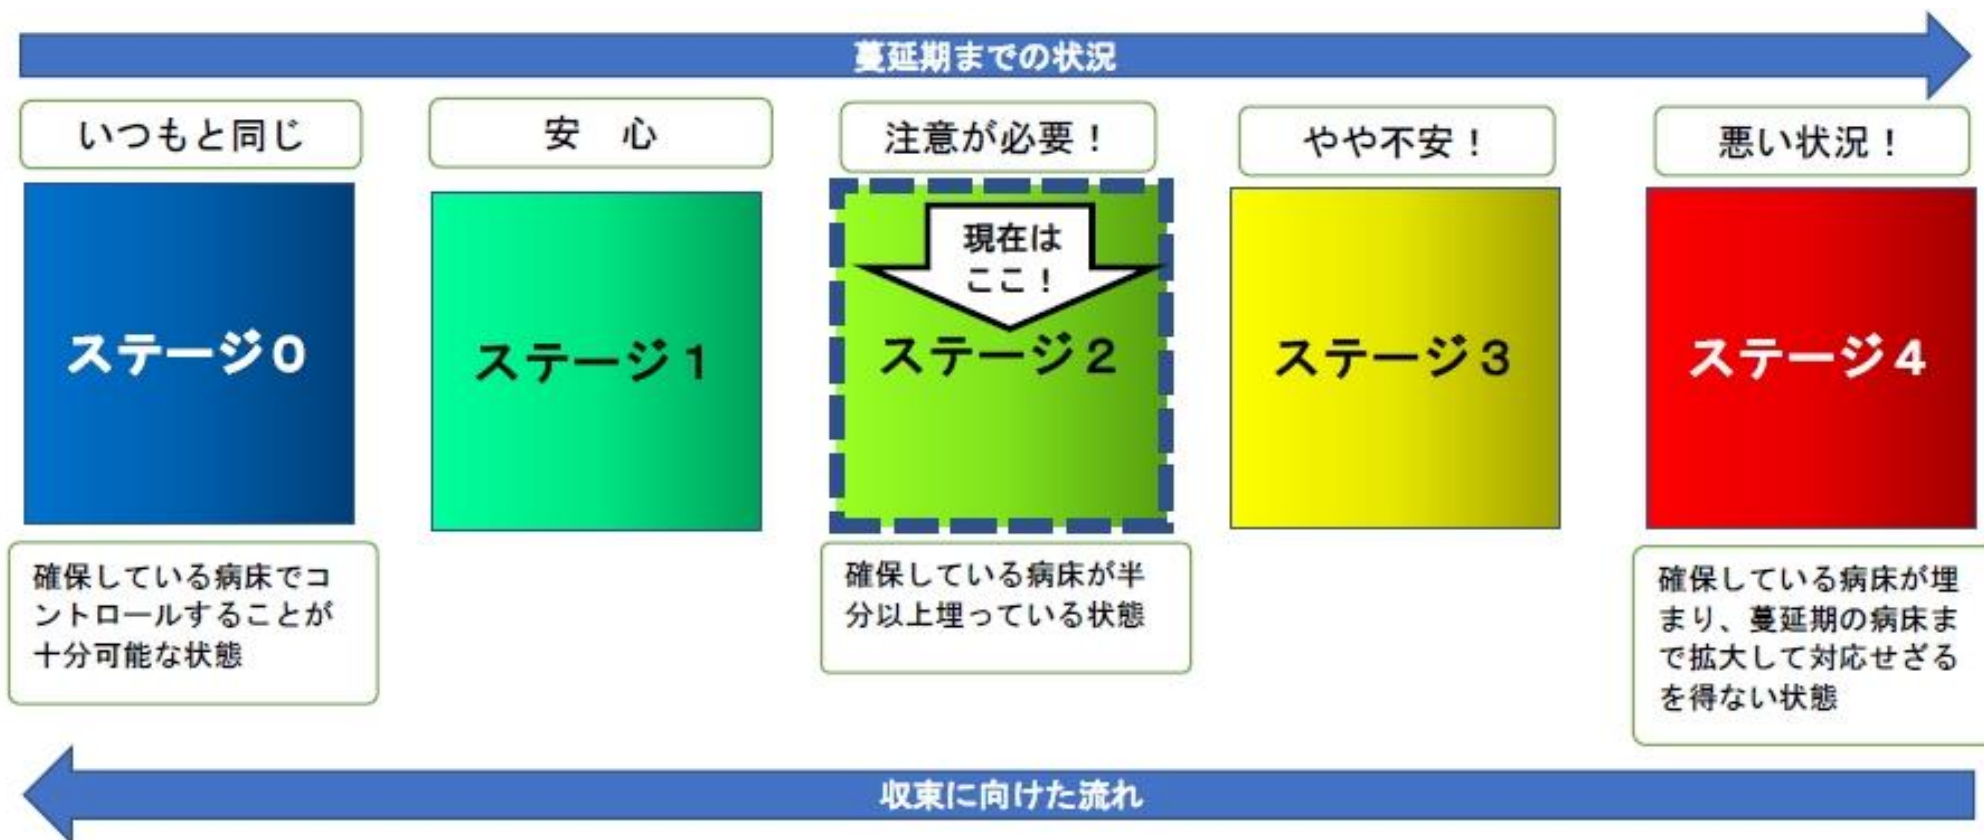 蔓延期までの状況
いつもと同じ
安　心
注意が必要！
やや不安！
悪い状況！
現在は
ここ！
ステージ０
ステージ１
ステージ２
ステージ３
ステージ４
確保している病床でコ
ントロールすることが
十分可能な状態
確保している病床が半
分以上埋っている状態
確保している病床が埋
まり、蔓延期の病床ま
で拡大して対応せざる
を得ない状態
収束に向けた流れ